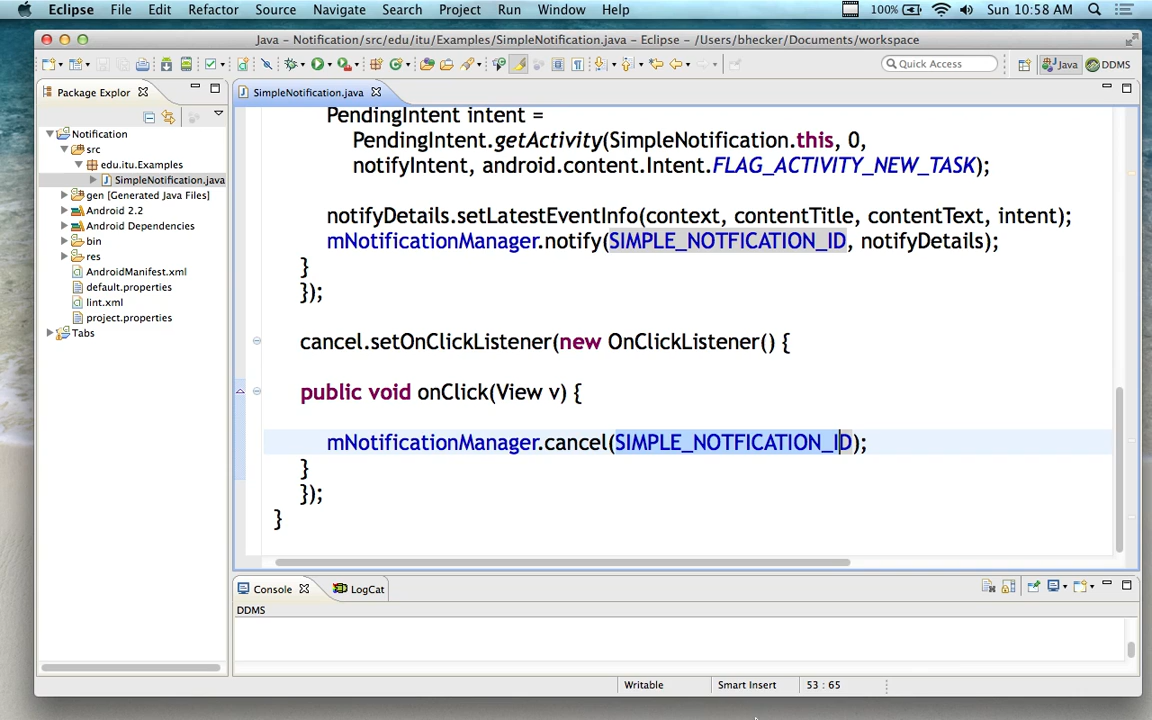 Eclipse File Edit Refactor Source Navigate Search Project Run Window Help 100% Sun 10:58 AM
Java - Notification/src/edu/itu/Examples/SimpleNotification.java - Eclipse - /Users/bhecker/Documents/workspace
Quick Access Java DDMS
Package Explor
SimpleNotification.java
Notification
src
edu.itu.Examples
SimpleNotification.java
gen [Generated Java Files]
Android 2.2
Android Dependencies
bin
res
AndroidManifest.xml
default.properties
lint.xml
project.properties
Tabs
PendingIntent intent =
PendingIntent.getActivity(SimpleNotification.this, 0,
notifyIntent, android.content.Intent.FLAG_ACTIVITY_NEW_TASK);
notifyDetails.setLatestEventInfo(context, contentTitle, contentText, intent);
mNotificationManager.notify(SIMPLE_NOTFICATION_ID, notifyDetails);
}
});
cancel.setOnClickListener(new OnClickListener() {
public void onClick(View v) {
mNotificationManager.cancel(SIMPLE_NOTFICATION_ID);
}
});
}
Console LogCat
DDMS
Writable Smart Insert 53 : 65